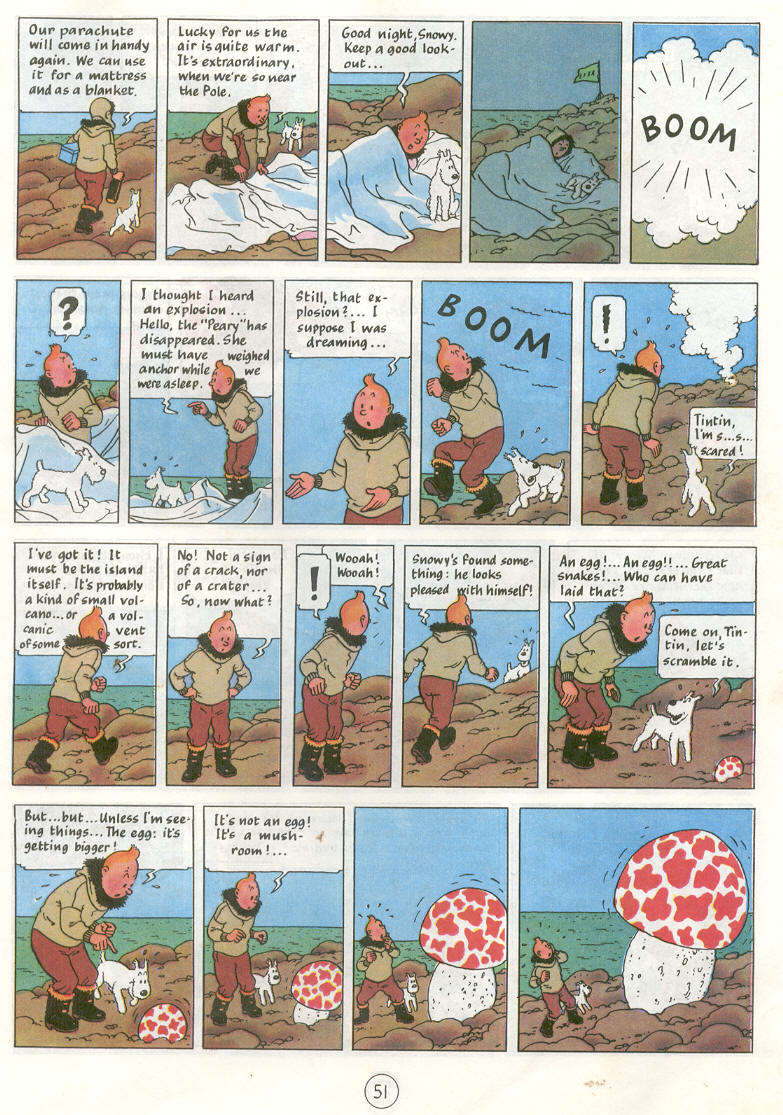 Our parachute
will come in handy
again. We can use
it for a mattress
and as a blanket.
Lucky for us the
air is quite warm.
It's extraordinary,
when we're so near
the Pole.
Good night, Snowy.
Keep a good look-
out...
BOOM
?
I thought I heard
an explosion...
Hello, the "Peary" has
disappeared. She
must have weighed
anchor while we
were asleep.
Still, that ex-
plosion?... I
suppose I was
dreaming...
BOOM
!
Tintin,
I'm s...s...
scared!
I've got it! It
must be the island
itself. It's probably
a kind of small vol-
cano... or a vol-
canic vent
of some sort.
No! Not a sign
of a crack, nor
of a crater...
So, now what?
!
Wooah!
Wooah!
Snowy's found some-
thing: he looks
pleased with himself!
An egg!... An egg!!... Great
snakes!... Who can have
laid that?
Come on, Tin-
tin, let's
scramble it.
But... but... Unless I'm see-
ing things... The egg: it's
getting bigger!
It's not an egg!
It's a mush-
room!...
51